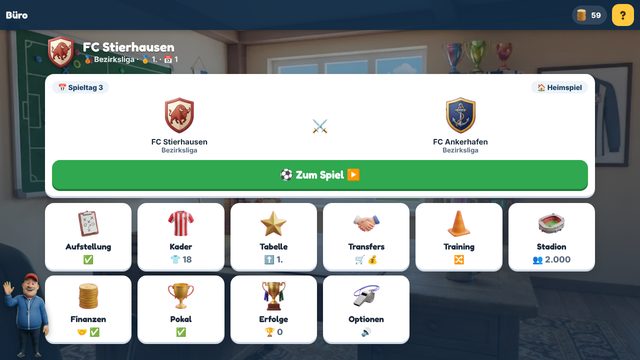 Büro
59
?
FC Stierhausen
Bezirksliga · 1. · 1
Spieltag 3
Heimspiel
FC Stierhausen
Bezirksliga
FC Ankerhafen
Bezirksliga
Zum Spiel
Aufstellung
Kader
18
Tabelle
1.
Transfers
Training
Stadion
2.000
Finanzen
Pokal
Erfolge
0
Optionen